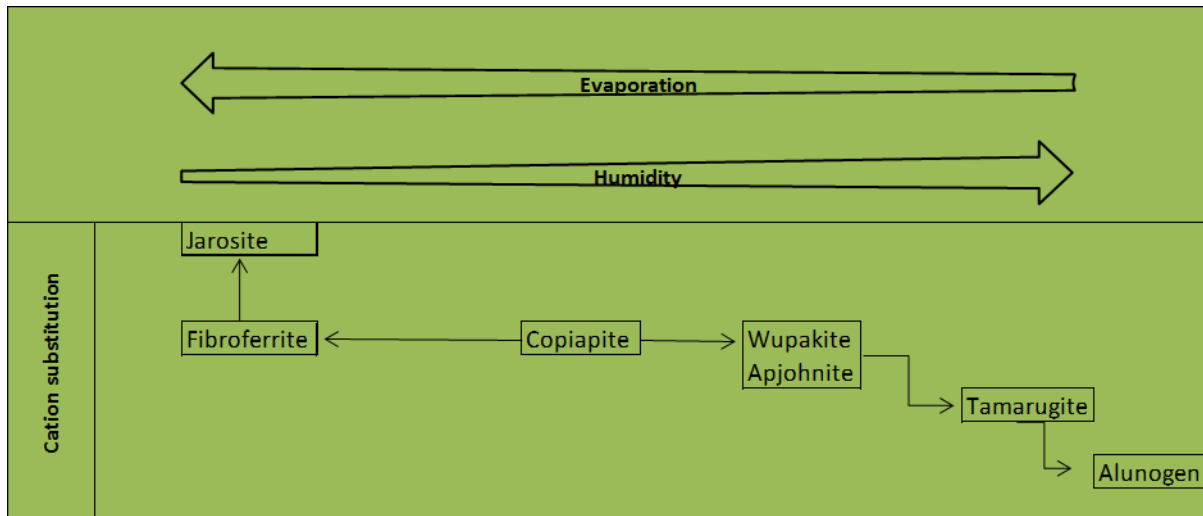 Evaporation
Humidity
Cation substitution
Jarosite
Fibroferrite
Copiapite
Wupakite
Apjohnite
Tamarugite
Alunogen